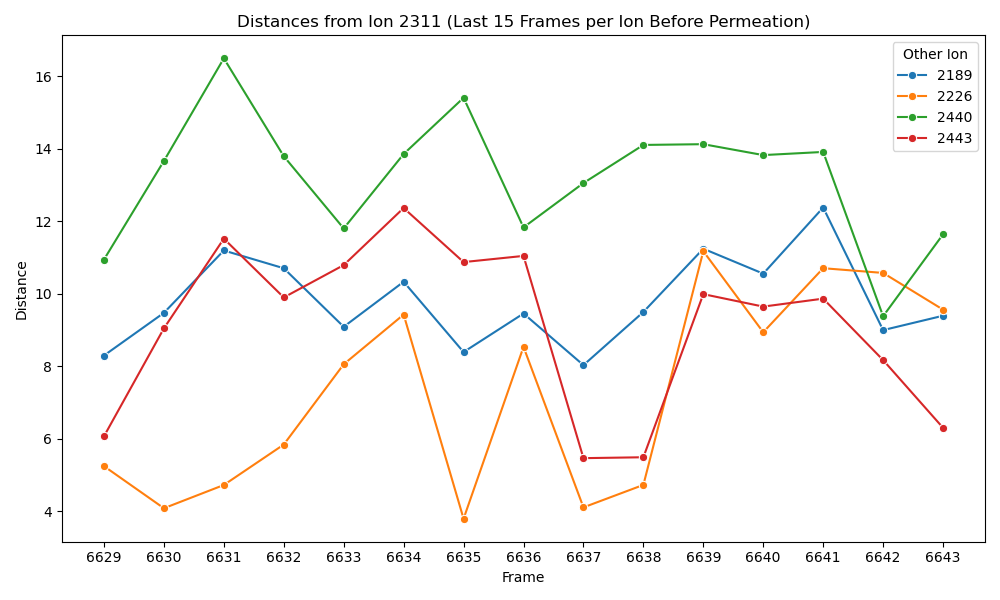 Distances from Ion 2311 (Last 15 Frames per Ion Before Permeation)
Other Ion
2189
2226
2440
2443
16
14
12
10
8
6
4
Distance
6629 6630 6631 6632 6633 6634 6635 6636 6637 6638 6639 6640 6641 6642 6643
Frame